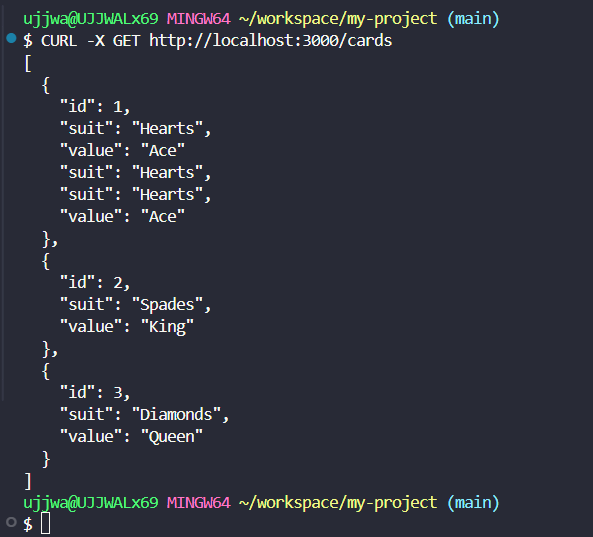 ujjwa@UJJWALx69 MINGW64 ~/workspace/my-project (main)
$ CURL -X GET http://localhost:3000/cards
[
  {
    "id": 1,
    "suit": "Hearts",
    "value": "Ace"
    "suit": "Hearts",
    "suit": "Hearts",
    "value": "Ace"
  },
  {
    "id": 2,
    "suit": "Spades",
    "value": "King"
  },
  {
    "id": 3,
    "suit": "Diamonds",
    "value": "Queen"
  }
]
ujjwa@UJJWALx69 MINGW64 ~/workspace/my-project (main)
$